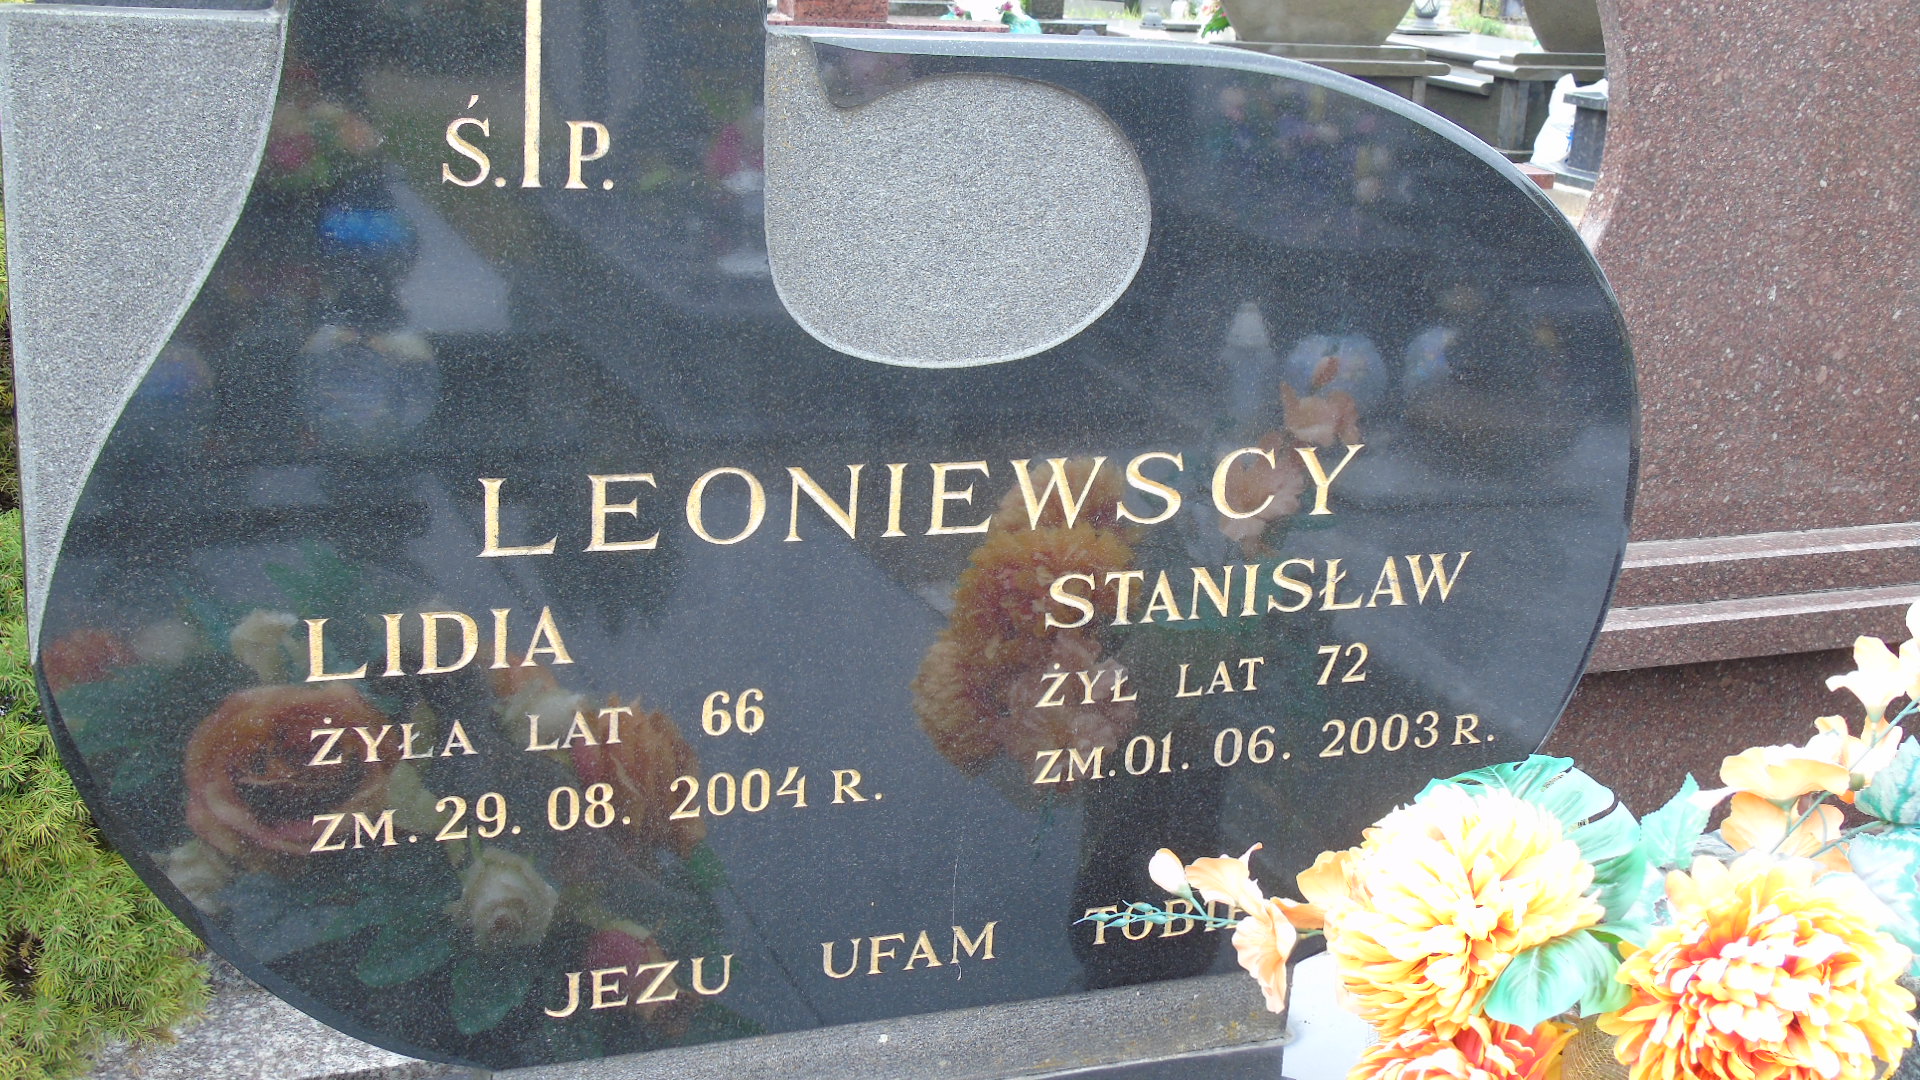 Ś. P.
LEONIEWSCY
LIDIA
ŻYŁA LAT 66
ZM. 29. 08. 2004 R.
STANISŁAW
ŻYŁ LAT 72
ZM. 01. 06. 2003 R.
JEZU UFAM TOBIE